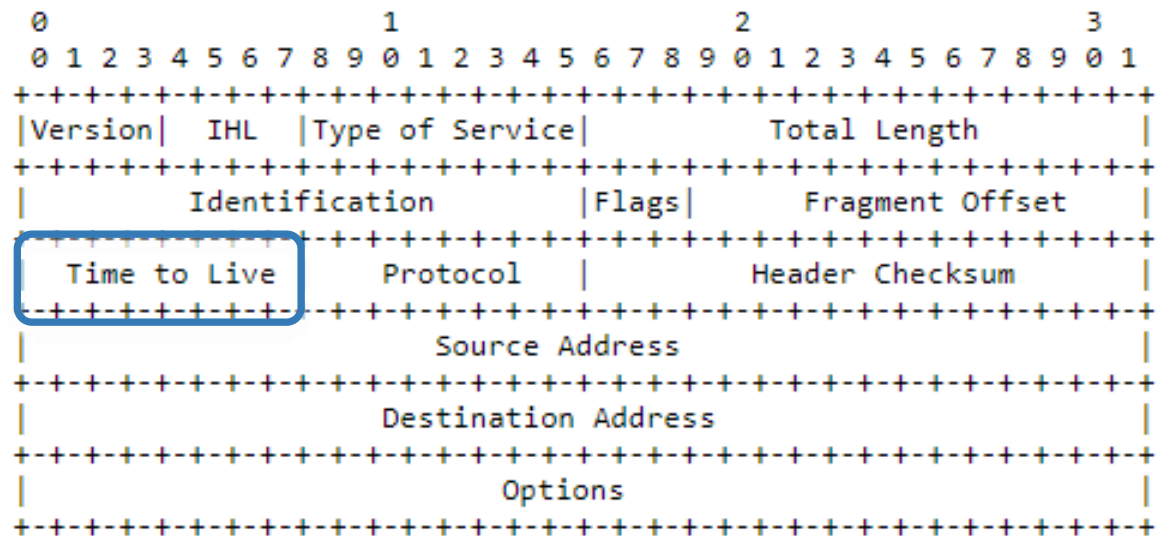 0                   1                   2                   3
0 1 2 3 4 5 6 7 8 9 0 1 2 3 4 5 6 7 8 9 0 1 2 3 4 5 6 7 8 9 0 1
+-+-+-+-+-+-+-+-+-+-+-+-+-+-+-+-+-+-+-+-+-+-+-+-+-+-+-+-+-+-+-+-+
|Version|  IHL  |Type of Service|          Total Length         |
+-+-+-+-+-+-+-+-+-+-+-+-+-+-+-+-+-+-+-+-+-+-+-+-+-+-+-+-+-+-+-+-+
|         Identification        |Flags|      Fragment Offset    |
+-+-+-+-+-+-+-+-+-+-+-+-+-+-+-+-+-+-+-+-+-+-+-+-+-+-+-+-+-+-+-+-+
|  Time to Live      Protocol   |         Header Checksum       |
+-+-+-+-+-+-+-+-+-+-+-+-+-+-+-+-+-+-+-+-+-+-+-+-+-+-+-+-+-+-+-+-+
|                       Source Address                          |
+-+-+-+-+-+-+-+-+-+-+-+-+-+-+-+-+-+-+-+-+-+-+-+-+-+-+-+-+-+-+-+-+
|                    Destination Address                        |
+-+-+-+-+-+-+-+-+-+-+-+-+-+-+-+-+-+-+-+-+-+-+-+-+-+-+-+-+-+-+-+-+
|                           Options                             |
+-+-+-+-+-+-+-+-+-+-+-+-+-+-+-+-+-+-+-+-+-+-+-+-+-+-+-+-+-+-+-+-+